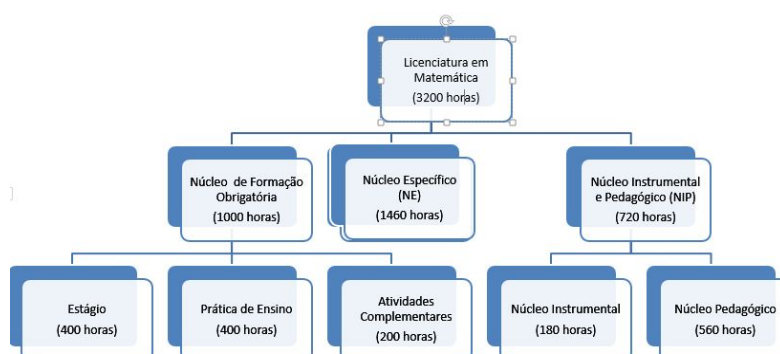 Licenciatura em
Matemática
(3200 horas)
Núcleo de Formação
Obrigatória
(1000 horas)
Núcleo Específico
(NE)
(1460 horas)
Núcleo Instrumental
e Pedagógico (NIP)
(720 horas)
Estágio
(400 horas)
Prática de Ensino
(400 horas)
Atividades
Complementares
(200 horas)
Núcleo Instrumental
(180 horas)
Núcleo Pedagógico
(560 horas)